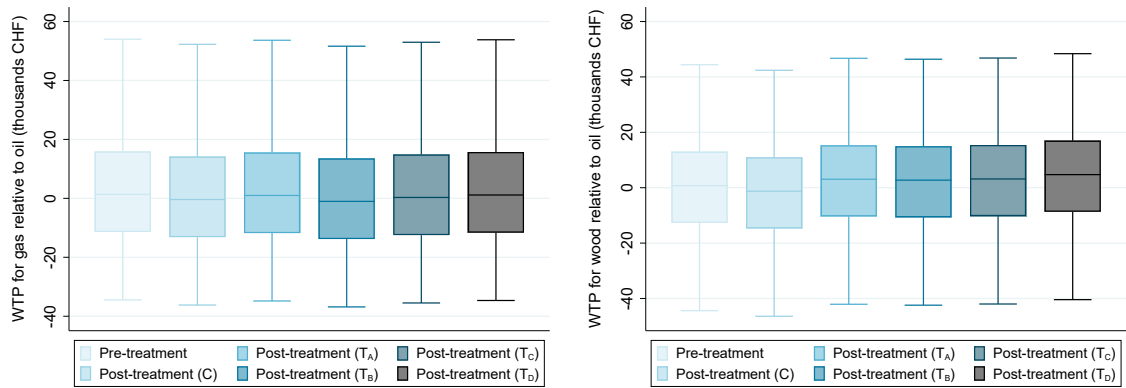 WTP for gas relative to oil (thousands CHF)
60
40
20
0
-20
-40
Pre-treatment
Post-treatment (TA)
Post-treatment (TC)
Post-treatment (C)
Post-treatment (TB)
Post-treatment (TD)
WTP for wood relative to oil (thousands CHF)
60
40
20
0
-20
-40
Pre-treatment
Post-treatment (TA)
Post-treatment (TC)
Post-treatment (C)
Post-treatment (TB)
Post-treatment (TD)